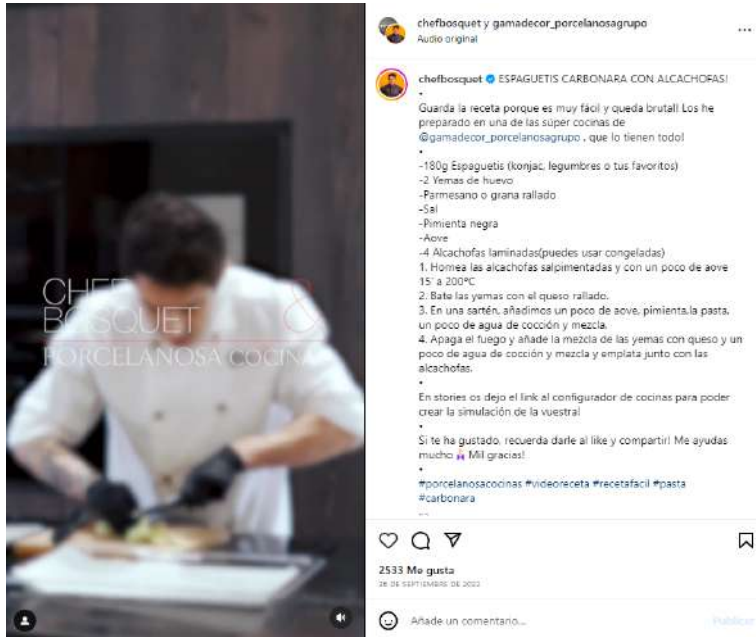 CHEF
BOSQUET &
PORCELANOSA COCINA
chefbosquet y gamadecor_porcelanosagrupo
Audio original
chefbosquet ESPAGUETIS CARBONARA CON ALCACHOFAS!
•
Guarda la receta porque es muy fácil y queda brutal! Los he
preparado en una de las súper cocinas de
@gamadecor_porcelanosagrupo , que lo tienen todo!
•
-180g Espaguetis (konjac, legumbres o tus favoritos)
-2 Yemas de huevo
-Parmesano o grana rallado
-Sal
-Pimienta negra
-Aove
-4 Alcachofas laminadas(puedes usar congeladas)
1. Hornea las alcachofas salpimentadas y con un poco de aove
15´ a 200ºC
2. Bate las yemas con el queso rallado.
3. En una sartén, añadimos un poco de aove, pimienta,la pasta,
un poco de agua de cocción y mezcla.
4. Apaga el fuego y añade la mezcla de las yemas con queso y un
poco de agua de cocción y mezcla y emplata junto con las
alcachofas.
•
En stories os dejo el link al configurador de cocinas para poder
crear la simulación de la vuestra!
•
Si te ha gustado, recuerda darle al like y compartir! Me ayudas
mucho 🙏 Mil gracias!
•
#porcelanosacocinas #videoreceta #recetafacil #pasta
#carbonara
2533 Me gusta
26 DE SEPTIEMBRE DE 2022
Añade un comentario...
Publicar